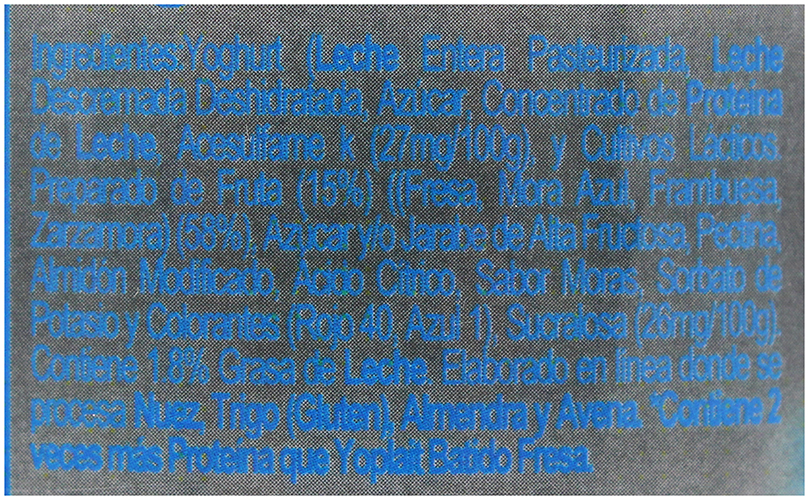 Ingredientes:Yoghurt (Leche Entera Pasteurizada, Leche
Descremada Deshidratada, Azúcar, Concentrado de Proteína
de Leche, Acesulfame k (27mg/100g), y Cultivos Lácticos.
Preparado de Fruta (15%) ((Fresa, Mora Azul, Frambuesa,
Zarzamora) (68%), Azúcar y/o Jarabe de Alta Fructosa, Pectina,
Almidón Modificado, Ácido Cítrico, Sabor Moras, Sorbato de
Potasio y Colorantes (Rojo 40, Azul 1), Sucralosa (26mg/100g).
Contiene 1.8% Grasa de Leche. Elaborado en línea donde se
procesa Nuez, Trigo (Gluten), Almendra y Avena. *Contiene 2
veces más Proteína que Yoplait Batido Fresa.